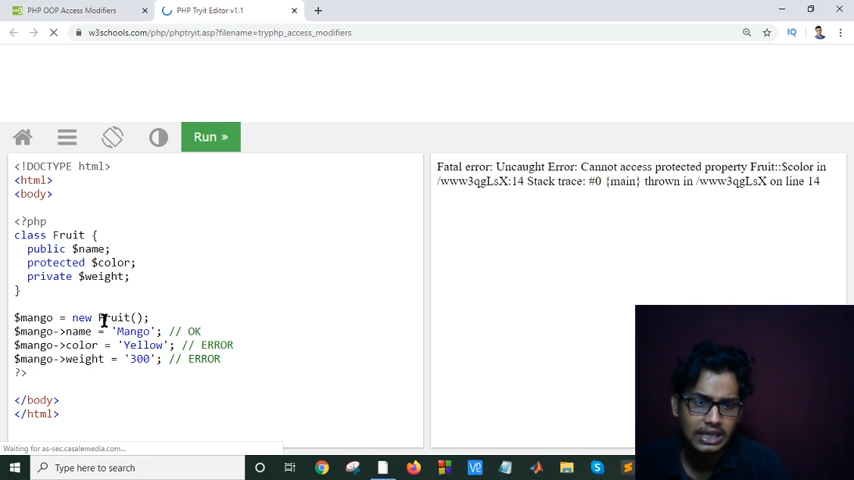 PHP OOP Access Modifiers
PHP Tryit Editor v1.1
w3schools.com/php/phptryit.asp?filename=tryphp_access_modifiers
IQ
Run »
<!DOCTYPE html>
<html>
<body>
<?php
class Fruit {
public $name;
protected $color;
private $weight;
}
$mango = new Fruit();
$mango->name = 'Mango'; // OK
$mango->color = 'Yellow'; // ERROR
$mango->weight = '300'; // ERROR
?>
</body>
</html>
Fatal error: Uncaught Error: Cannot access protected property Fruit::$color in
/www3qgLsX:14 Stack trace: #0 {main} thrown in /www3qgLsX on line 14
Waiting for as-sec.casalemedia.com...
Type here to search